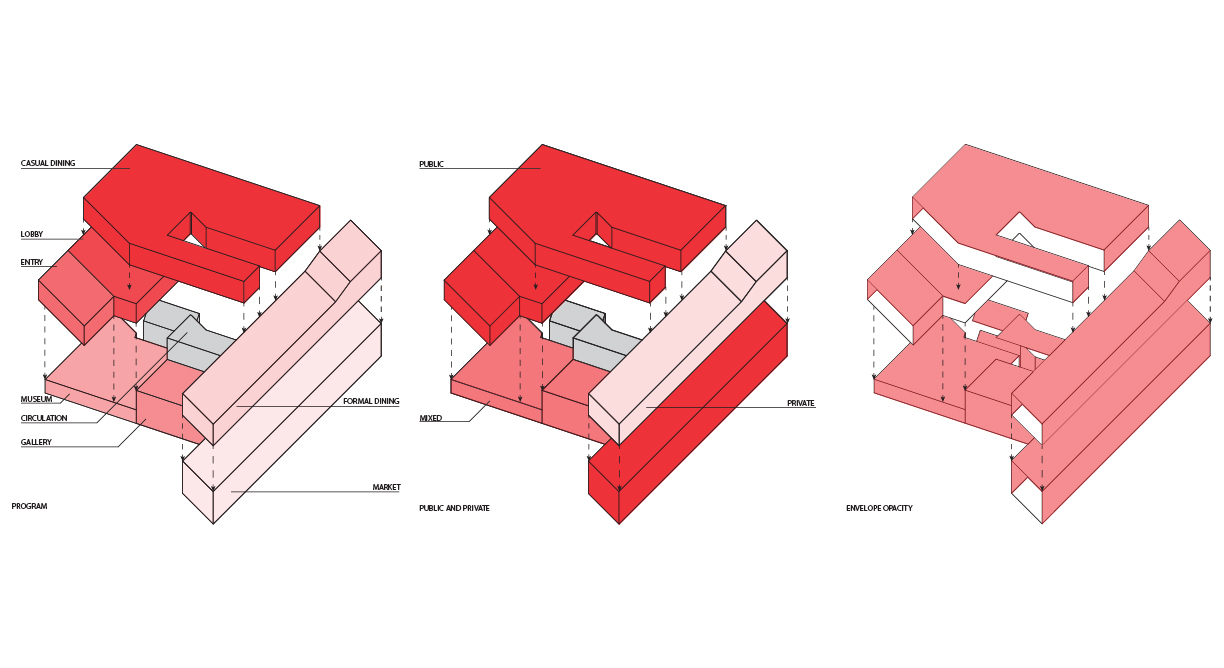 CASUAL DINING
LOBBY
ENTRY
MUSEUM
CIRCULATION
GALLERY
FORMAL DINING
MARKET
PROGRAM
PUBLIC
MIXED
PRIVATE
PUBLIC AND PRIVATE
ENVELOPE OPACITY